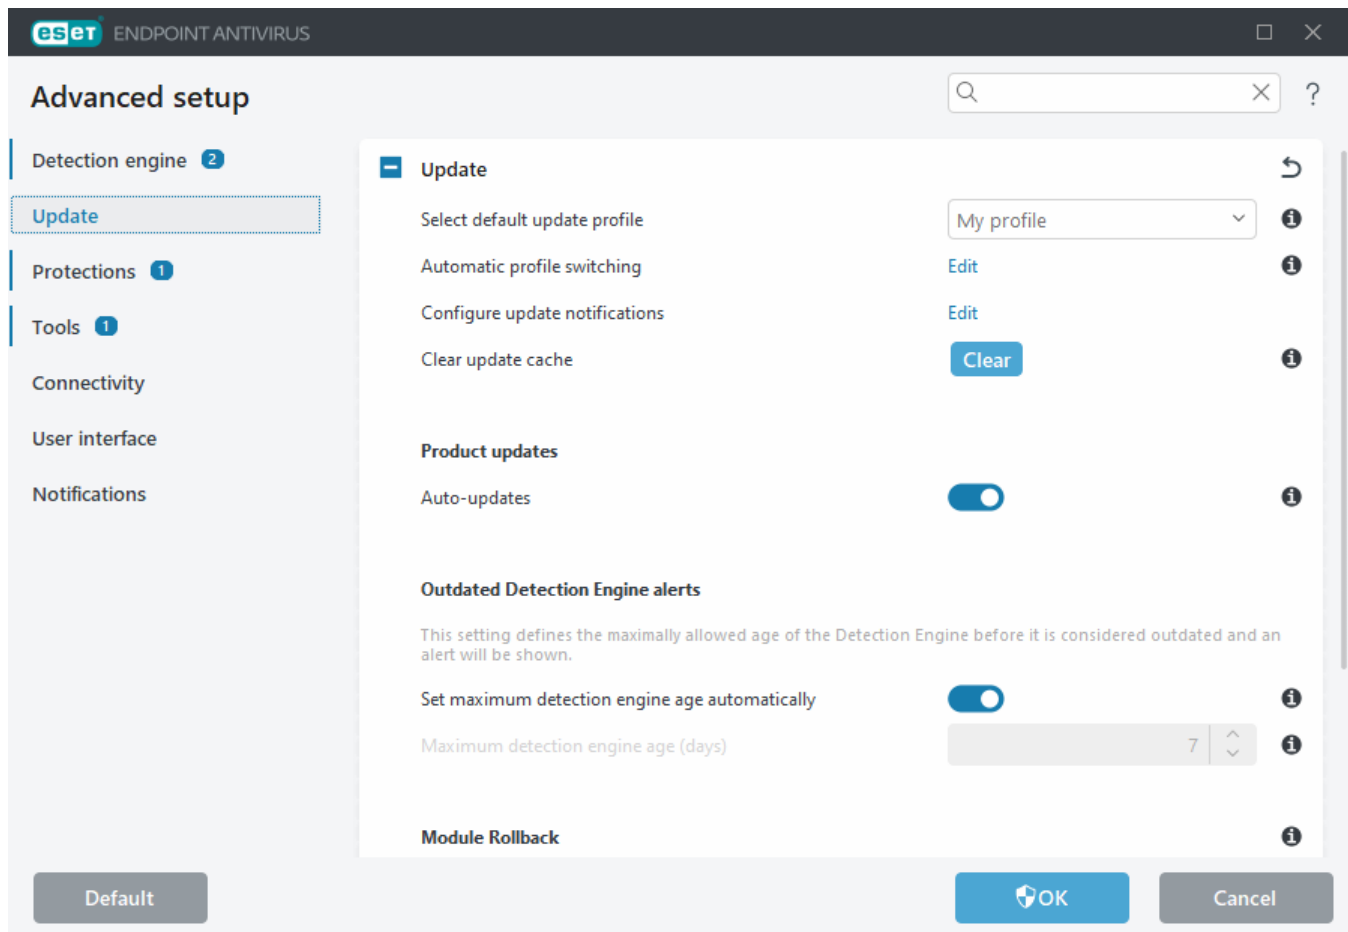 eset ENDPOINT ANTIVIRUS
Advanced setup
?
Detection engine 2
Update
Protections 1
Tools 1
Connectivity
User interface
Notifications
Update
Select default update profile My profile
Automatic profile switching Edit
Configure update notifications Edit
Clear update cache Clear
Product updates
Auto-updates
Outdated Detection Engine alerts
This setting defines the maximally allowed age of the Detection Engine before it is considered outdated and an
alert will be shown.
Set maximum detection engine age automatically
Maximum detection engine age (days) 7
Module Rollback
Default OK Cancel